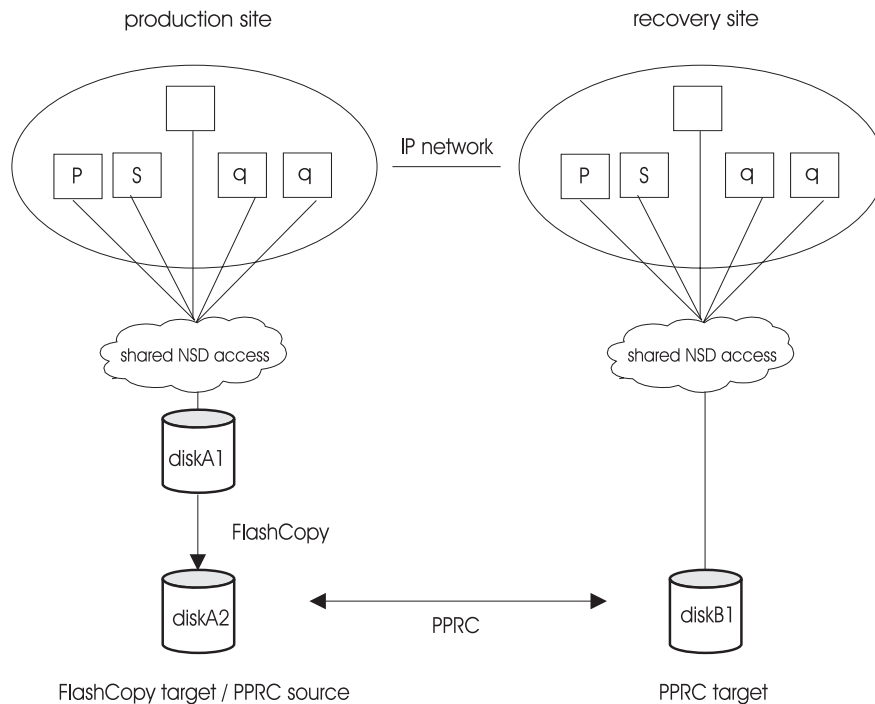 production site
recovery site
IP network
P
S
q
q
P
S
q
q
shared NSD access
shared NSD access
diskA1
FlashCopy
diskA2
PPRC
diskB1
FlashCopy target / PPRC source
PPRC target